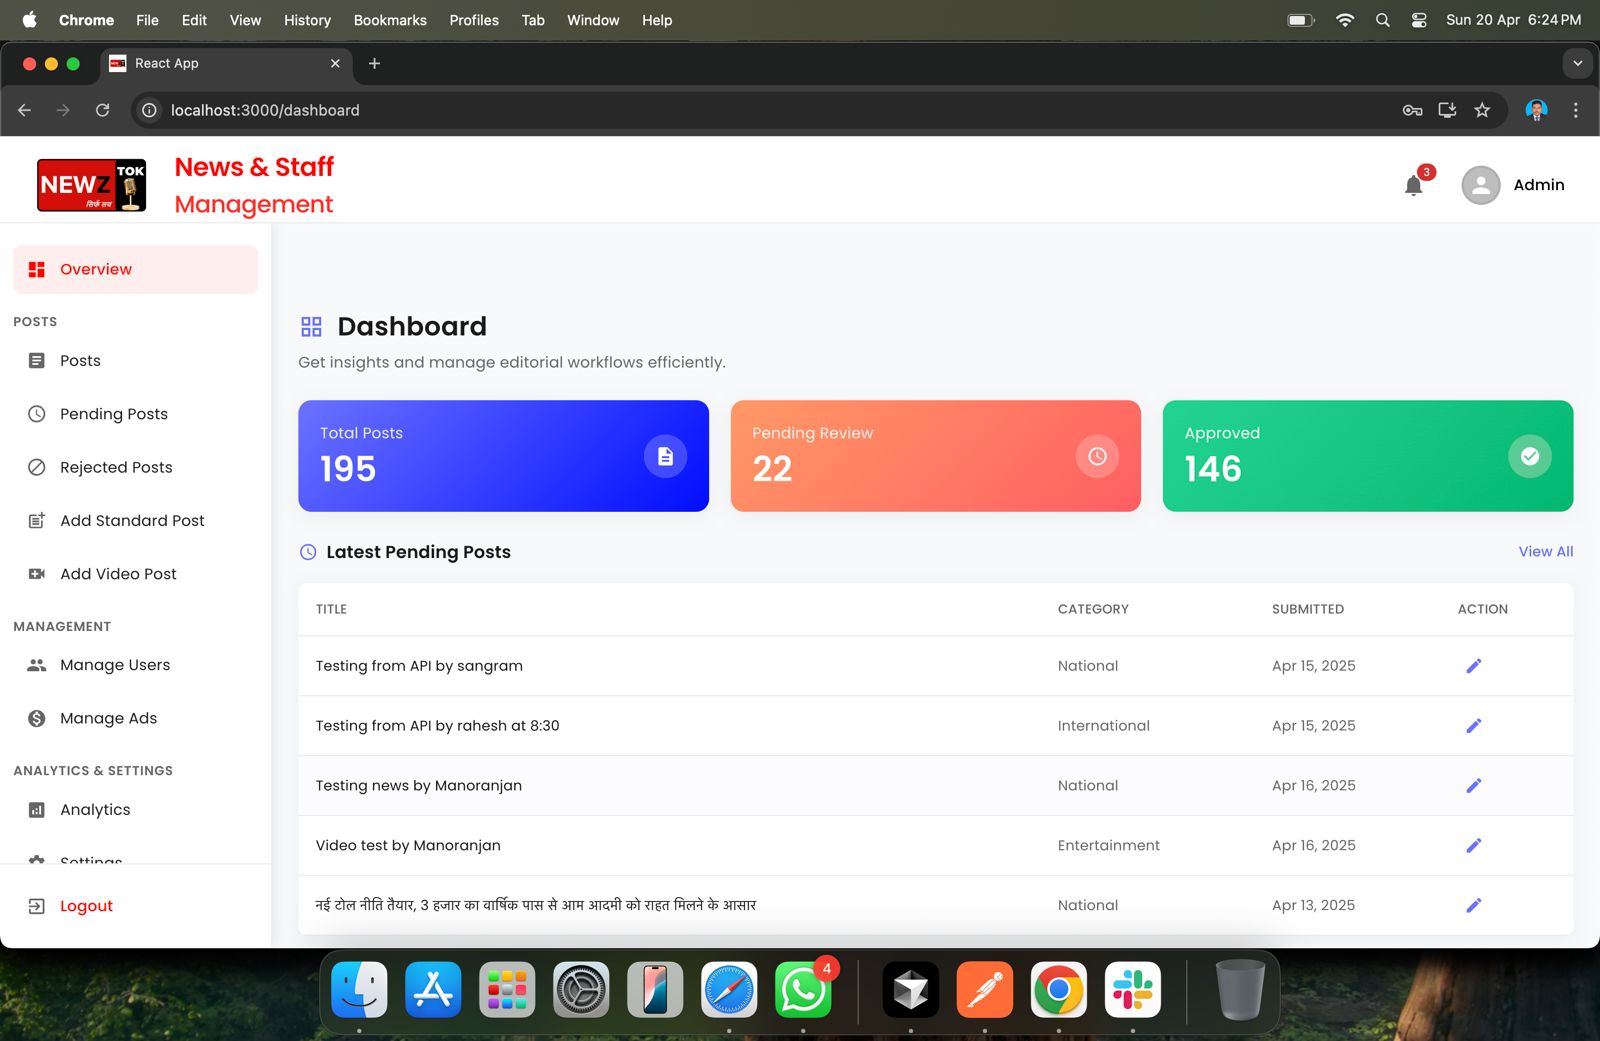 Chrome File Edit View History Bookmarks Profiles Tab Window Help Sun 20 Apr 6:24 PM
React App
localhost:3000/dashboard
NEWZ TOK
सिर्फ सच
News & Staff
Management
3
Admin
Overview
POSTS
Posts
Pending Posts
Rejected Posts
Add Standard Post
Add Video Post
MANAGEMENT
Manage Users
Manage Ads
ANALYTICS & SETTINGS
Analytics
Settings
Logout
Dashboard
Get insights and manage editorial workflows efficiently.
Total Posts
195
Pending Review
22
Approved
146
Latest Pending Posts
View All
TITLE CATEGORY SUBMITTED ACTION
Testing from API by sangram National Apr 15, 2025
Testing from API by rahesh at 8:30 International Apr 15, 2025
Testing news by Manoranjan National Apr 16, 2025
Video test by Manoranjan Entertainment Apr 16, 2025
नई टोल नीति तैयार, 3 हजार का वार्षिक पास से आम आदमी को राहत मिलने के आसार National Apr 13, 2025
4